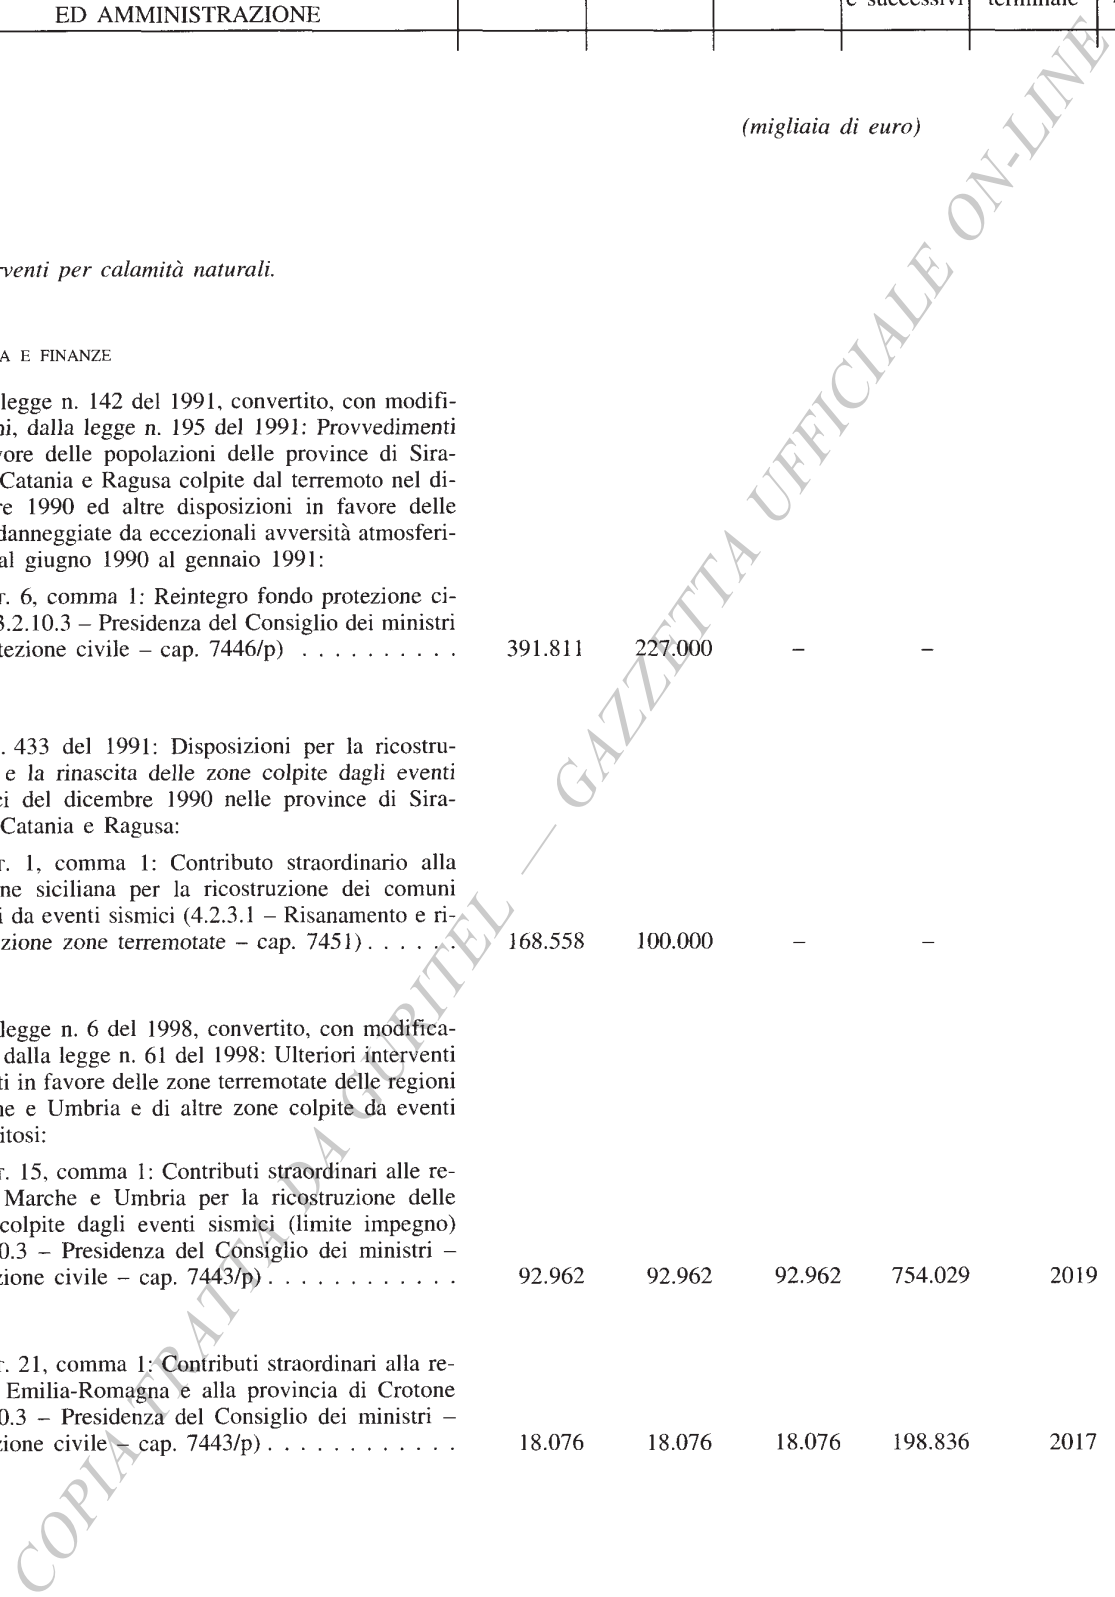 ED AMMINISTRAZIONE
e successivi
terminale
(migliaia di euro)
venti per calamità naturali.
A E FINANZE
legge n. 142 del 1991, convertito, con modifi-
ni, dalla legge n. 195 del 1991: Provvedimenti
vore delle popolazioni delle province di Sira-
Catania e Ragusa colpite dal terremoto nel di-
re 1990 ed altre disposizioni in favore delle
danneggiate da eccezionali avversità atmosferi-
al giugno 1990 al gennaio 1991:
r. 6, comma 1: Reintegro fondo protezione ci-
3.2.10.3 – Presidenza del Consiglio dei ministri
tezione civile – cap. 7446/p) . . . . . . . . . . 391.811 227.000 – –
. 433 del 1991: Disposizioni per la ricostru-
e la rinascita delle zone colpite dagli eventi
ci del dicembre 1990 nelle province di Sira-
Catania e Ragusa:
r. 1, comma 1: Contributo straordinario alla
ne siciliana per la ricostruzione dei comuni
i da eventi sismici (4.2.3.1 – Risanamento e ri-
zione zone terremotate – cap. 7451) . . . . . . 168.558 100.000 – –
legge n. 6 del 1998, convertito, con modifica-
dalla legge n. 61 del 1998: Ulteriori interventi
ti in favore delle zone terremotate delle regioni
he e Umbria e di altre zone colpite da eventi
itosi:
r. 15, comma 1: Contributi straordinari alle re-
Marche e Umbria per la ricostruzione delle
colpite dagli eventi sismici (limite impegno)
0.3 – Presidenza del Consiglio dei ministri –
zione civile – cap. 7443/p) . . . . . . . . . . . . . 92.962 92.962 92.962 754.029 2019
r. 21, comma 1: Contributi straordinari alla re-
Emilia-Romagna e alla provincia di Crotone
0.3 – Presidenza del Consiglio dei ministri –
zione civile – cap. 7443/p) . . . . . . . . . . . . . 18.076 18.076 18.076 198.836 2017
COPIA TRATTA DA GURITEL — GAZZETTA UFFICIALE ON-LINE